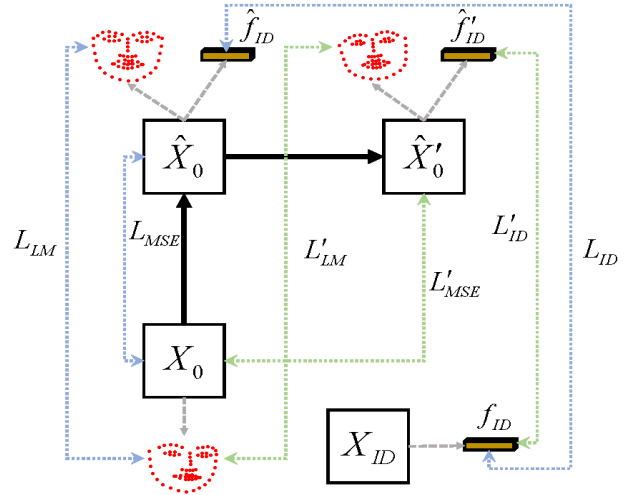 f̂_ID
f̂'_ID
X̂_0
X̂'_0
L_LM
L_MSE
L'_LM
L'_MSE
L'_ID
L_ID
X_0
X_ID
f_ID